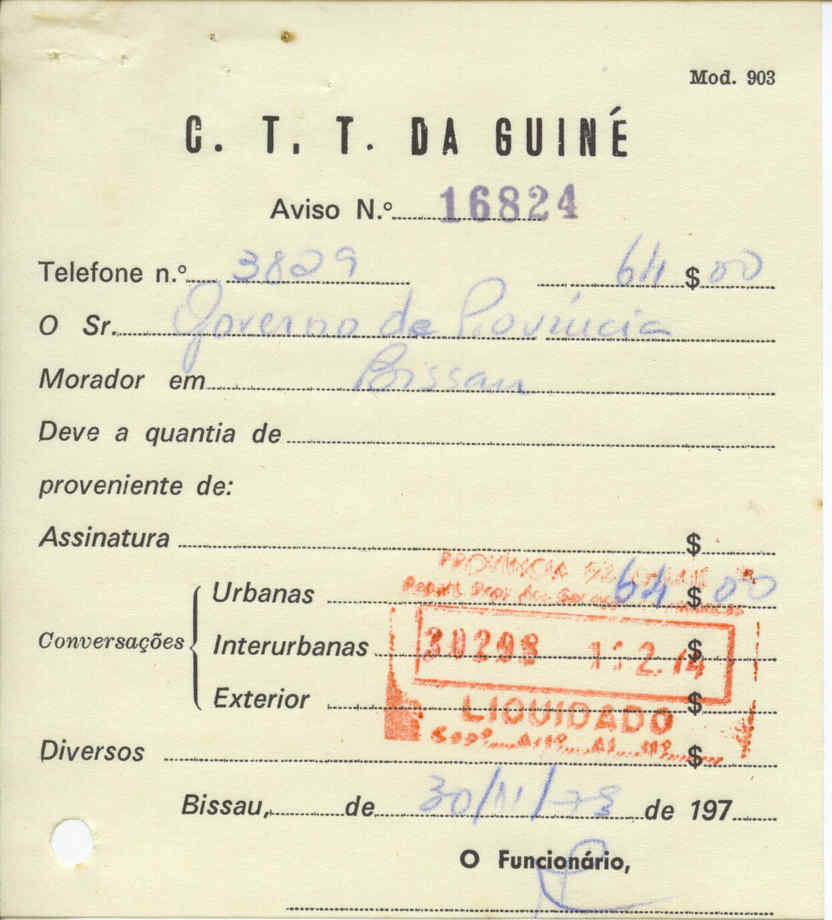 Mod. 903
C. T. T. DA GUINÉ
Aviso N.º 16824
Telefone n.º 3829 64 $ 00
O Sr. Governo da Província
Morador em Bissau
Deve a quantia de
proveniente de:
Assinatura $
PROVINCIA
Conversações
Urbanas 64 $ 00
Interurbanas $
30298
Exterior $
LIQUIDADO
Diversos $
Bissau, de 30/11/73 de 197
O Funcionário,